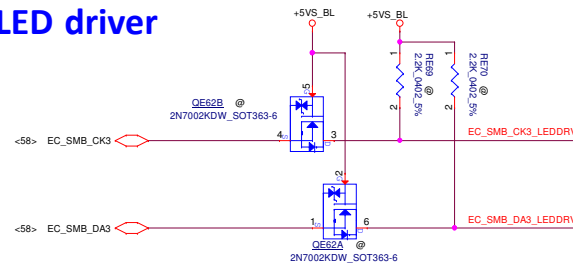 LED driver
+5VS_BL
+5VS_BL
QE62B @
2N7002KDW_SOT363-6
5
G
1
1
RE69 @
2.2K_0402_5%
RE70 @
2.2K_0402_5%
2
2
<58> EC_SMB_CK3
4
S
D
3
EC_SMB_CK3_LEDDRV
2
G
<58> EC_SMB_DA3
1
S
D
6
EC_SMB_DA3_LEDDRV
QE62A @
2N7002KDW_SOT363-6